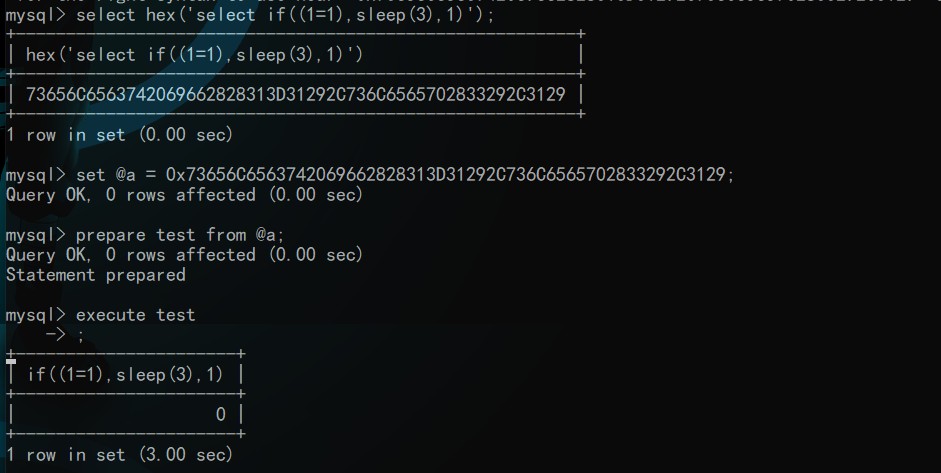 mysql> select hex('select if((1=1),sleep(3),1)');
hex('select if((1=1),sleep(3),1)')
73656C6563742069662828313D31292C736C6565702833292C3129
1 row in set (0.00 sec)
mysql> set @a = 0x73656C6563742069662828313D31292C736C6565702833292C3129;
Query OK, 0 rows affected (0.00 sec)
mysql> prepare test from @a;
Query OK, 0 rows affected (0.00 sec)
Statement prepared
mysql> execute test
-> ;
if((1=1),sleep(3),1)
0
1 row in set (3.00 sec)